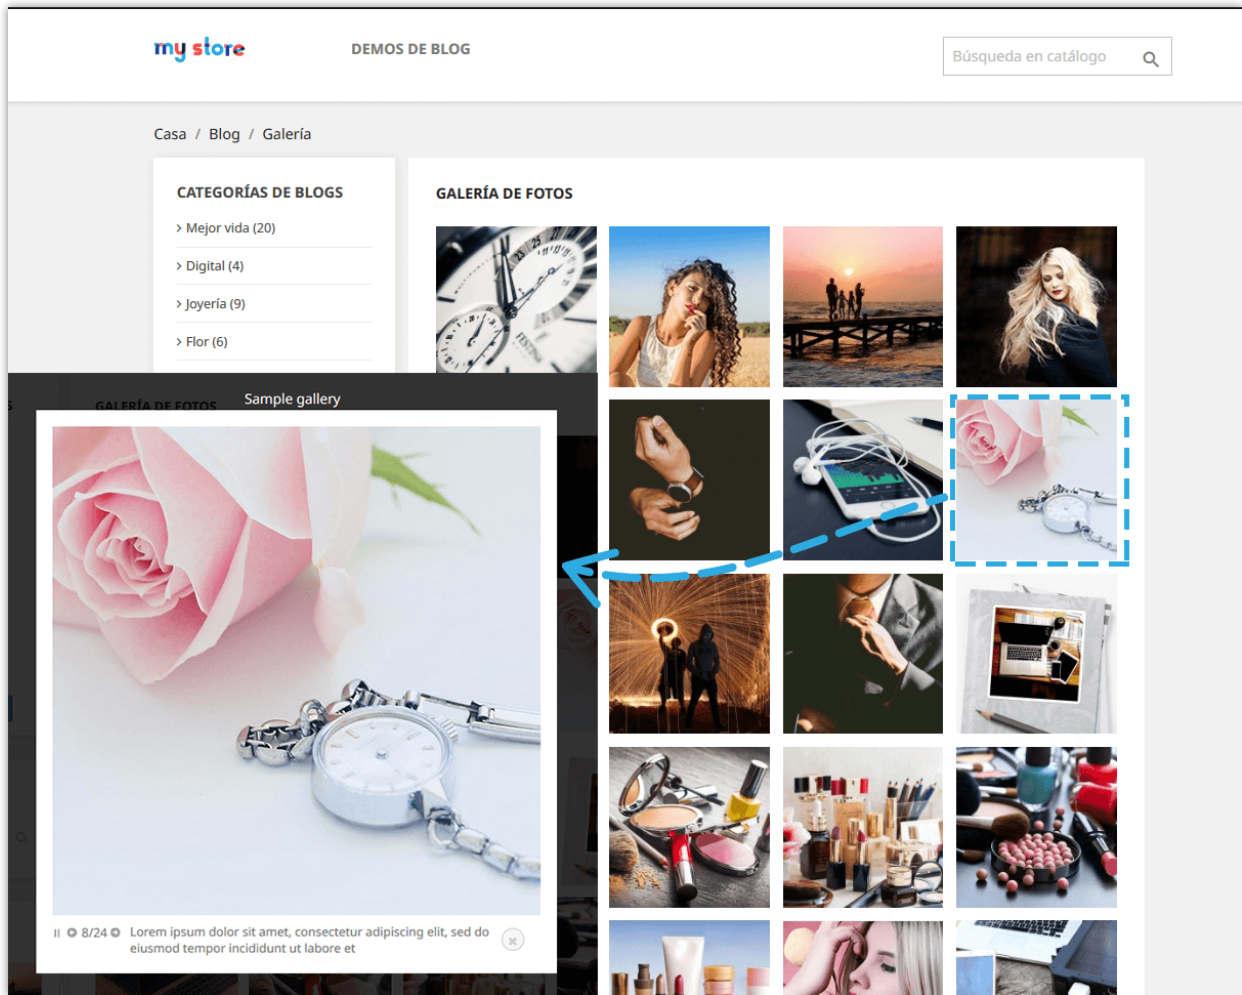 my store
DEMOS DE BLOG
Búsqueda en catálogo
Casa / Blog / Galería
CATEGORÍAS DE BLOGS
GALERÍA DE FOTOS
> Mejor vida (20)
> Digital (4)
> Joyería (9)
> Flor (6)
FESTINA
Sample gallery
GALERÍA DE FOTOS
8/24
Lorem ipsum dolor sit amet, consectetur adipiscing elit, sed do
eiusmod tempor incididunt ut labore et